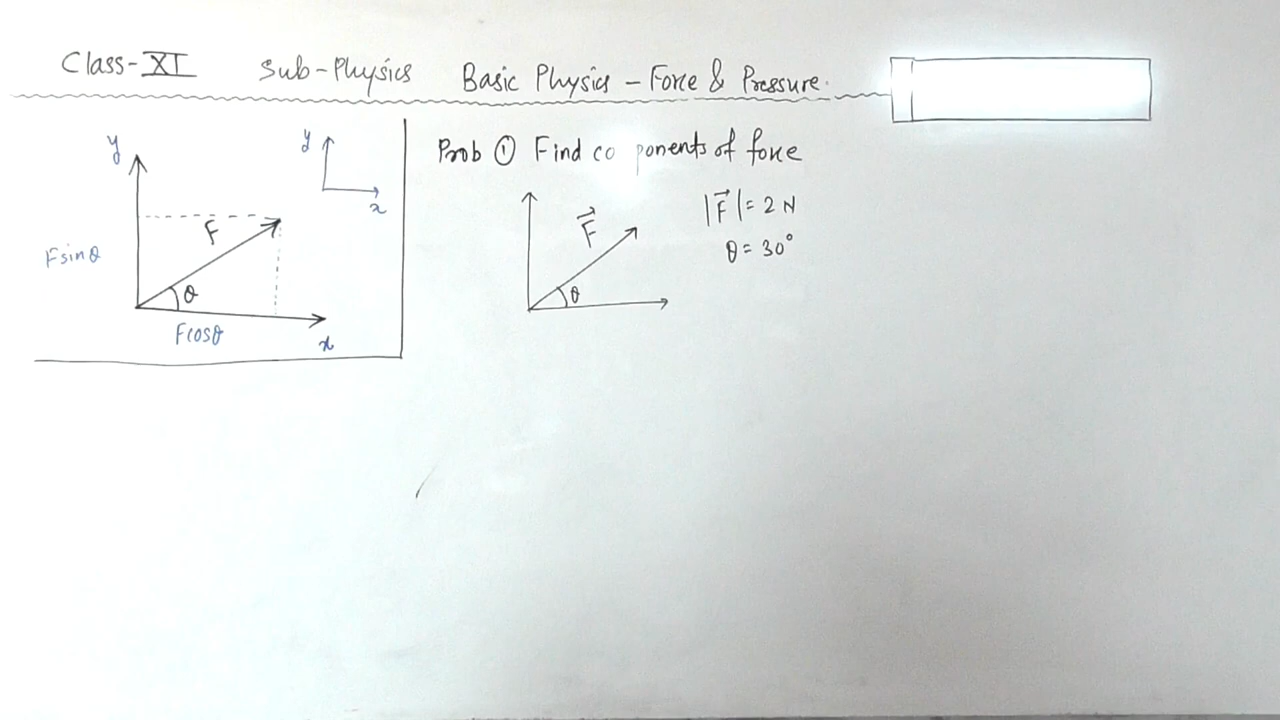 Class-XI Sub-Physics Basic Physics - Force & Pressure.
y
F
Fsinθ
θ
Fcosθ
x
y
x
Prob ① Find co ponents of force
F⃗
θ
|F⃗| = 2 N
θ = 30°